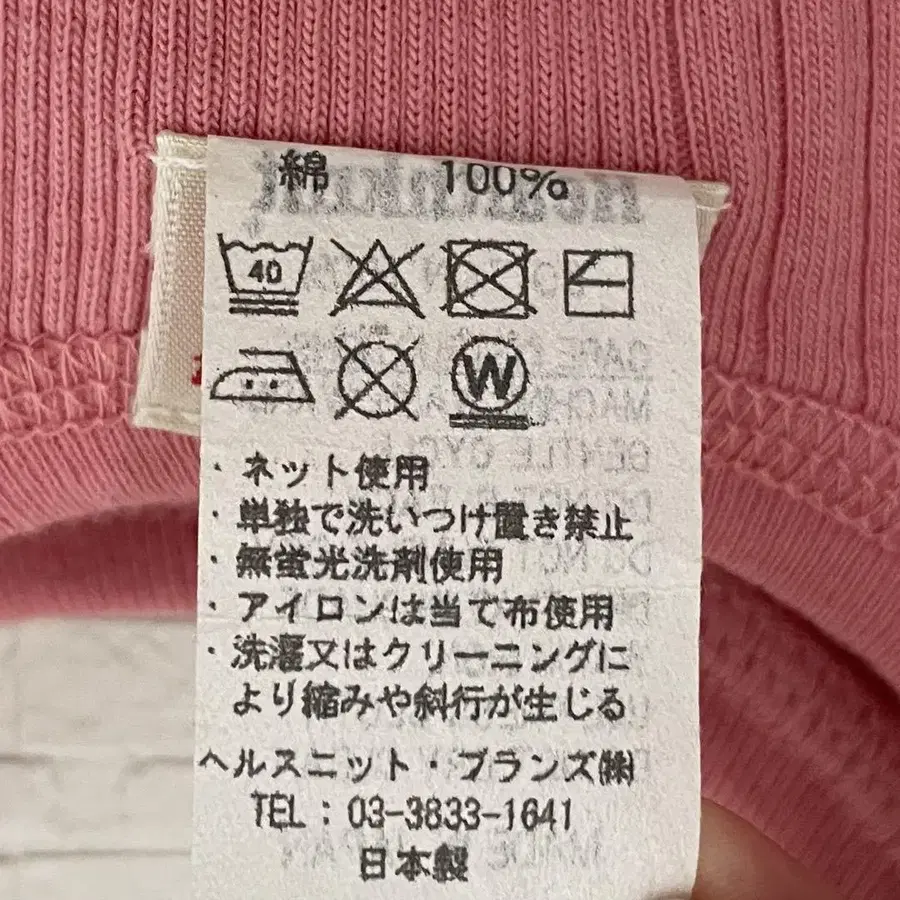 綿 100%
40
W
・ネット使用
・単独で洗いつけ置き禁止
・無蛍光洗剤使用
・アイロンは当て布使用
・洗濯又はクリーニングに
より縮みや斜行が生じる
ヘルスニット・ブランズ㈱
TEL：03-3833-1641
日本製